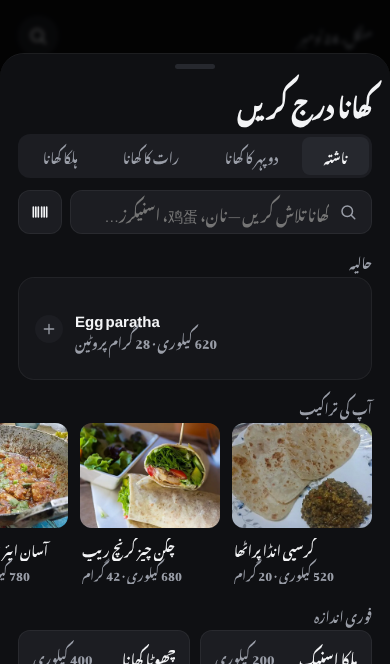 کھانا درج کریں
ناشتہ
دوپہر کا کھانا
رات کا کھانا
ہلکا کھانا
کھانا تلاش کریں — نان، 鸡蛋، اسنیکرز…
حالیہ
Egg paratha
620 کیلوری · 28 گرام پروٹین
آپ کی تراکیب
کرسپی انڈا پراٹھا
520 کیلوری · 20 گرام
چکن چیز کرنچ ریپ
680 کیلوری · 42 گرام
آسان ایئر
780
فوری اندازہ
ہلکا اسنیک
200 کیلوری
چھوٹا کھانا
400 کیلوری